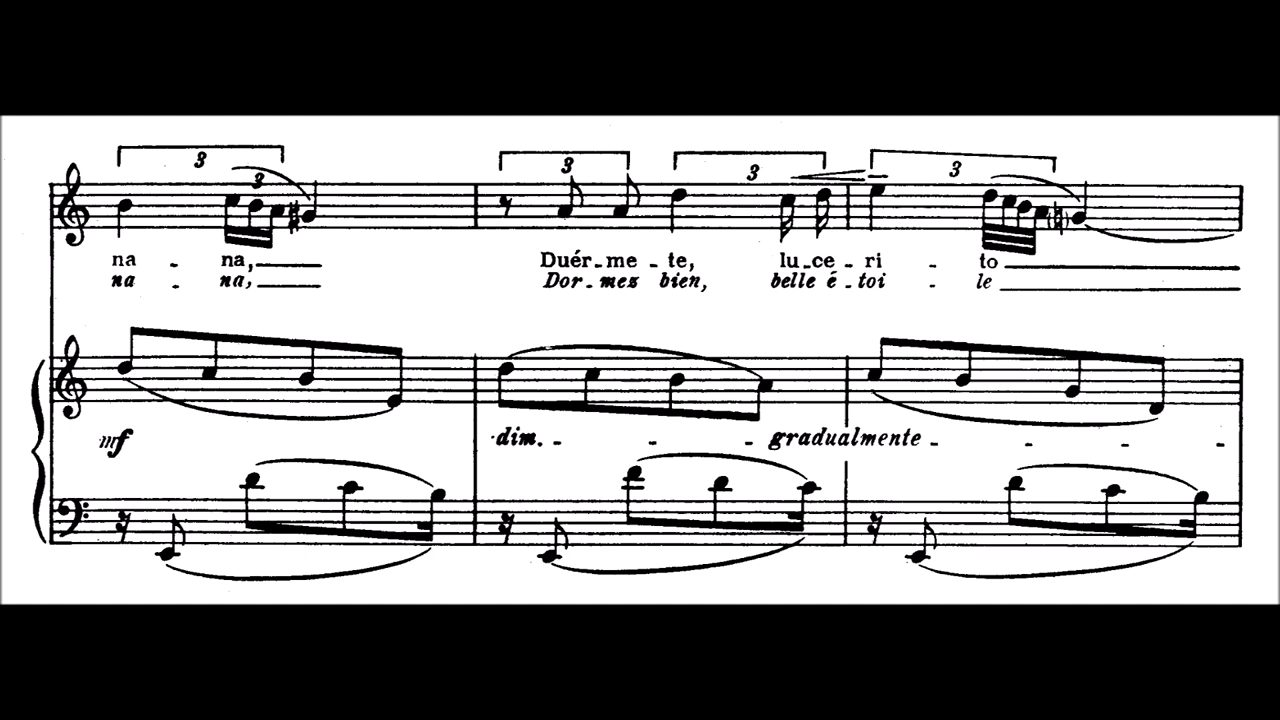 3 3 3 3 3
na - na, Duér - me - te, lu - ce - ri - to
na - na, Dor - mez bien, belle é - toi - le
mf dim. - - - gradualmente - - - -